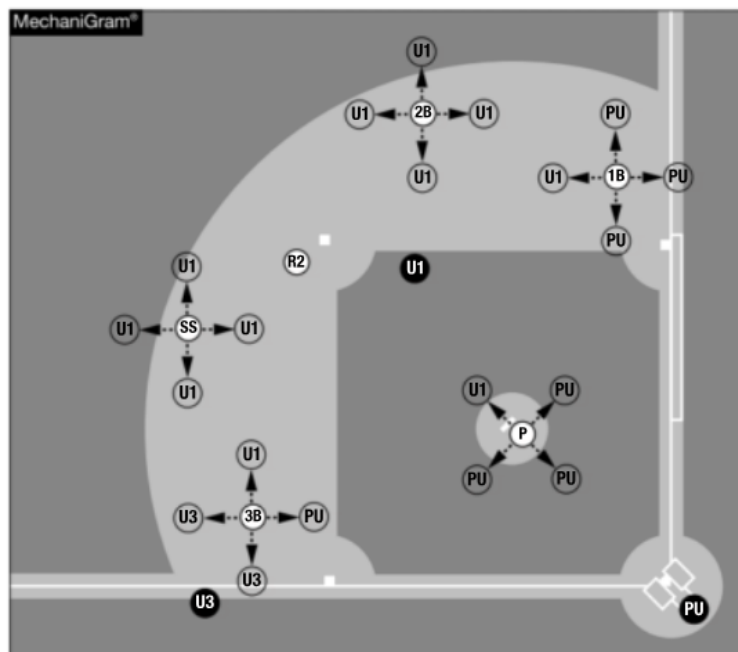 MechaniGram®
U1
U1 2B U1
U1
PU
U1 1B PU
PU
R2
U1
U1
U1 SS U1
U1
U1 PU
P
PU PU
U1
U3 3B PU
U3
U3
PU